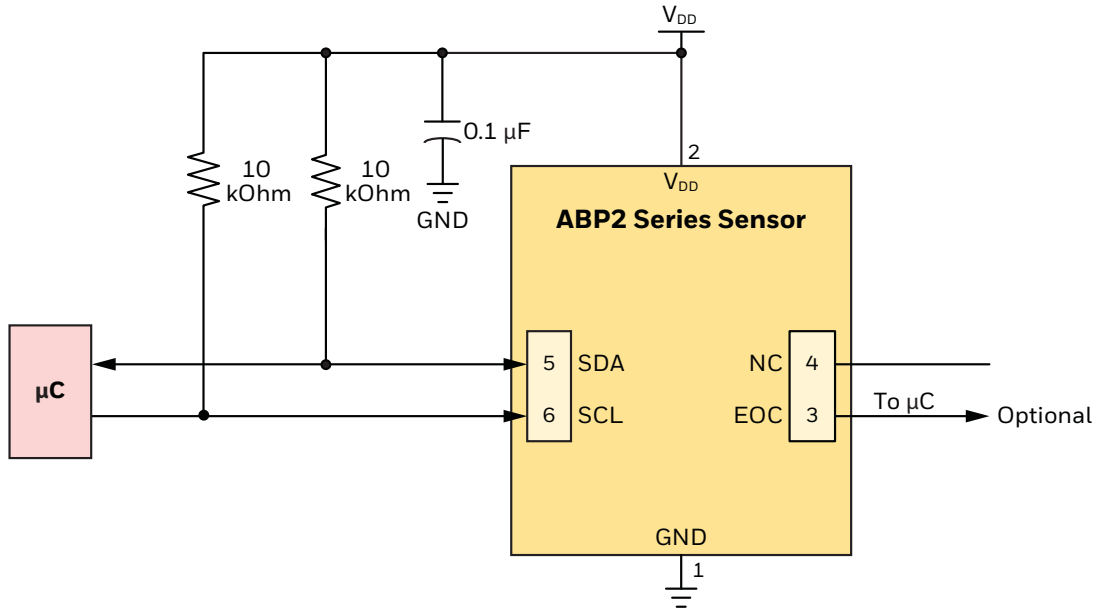 VDD
0.1 µF
10
kOhm
10
kOhm
GND
2
VDD
ABP2 Series Sensor
µC
5 SDA
6 SCL
NC 4
EOC 3
To µC
Optional
GND
1